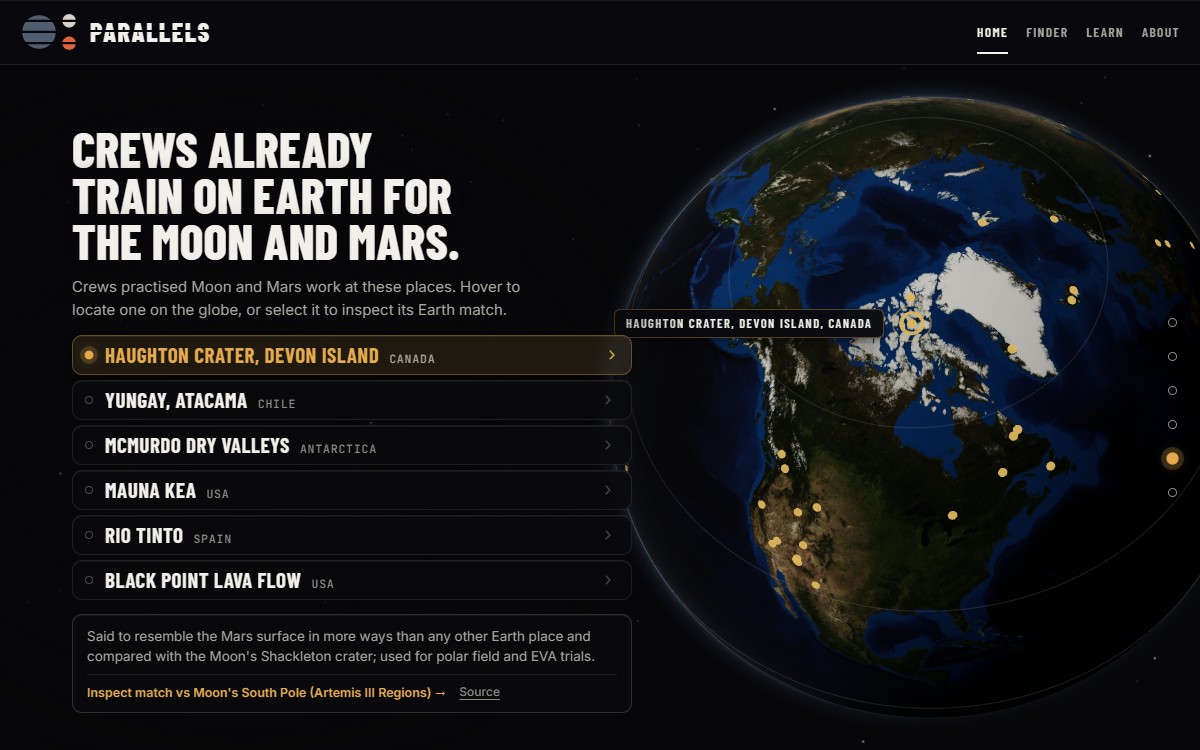 PARALLELS
HOME FINDER LEARN ABOUT
CREWS ALREADY
TRAIN ON EARTH FOR
THE MOON AND MARS.
Crews practised Moon and Mars work at these places. Hover to
locate one on the globe, or select it to inspect its Earth match.
HAUGHTON CRATER, DEVON ISLAND, CANADA
HAUGHTON CRATER, DEVON ISLAND CANADA
YUNGAY, ATACAMA CHILE
MCMURDO DRY VALLEYS ANTARCTICA
MAUNA KEA USA
RIO TINTO SPAIN
BLACK POINT LAVA FLOW USA
Said to resemble the Mars surface in more ways than any other Earth place and
compared with the Moon's Shackleton crater; used for polar field and EVA trials.
Inspect match vs Moon's South Pole (Artemis III Regions) → Source